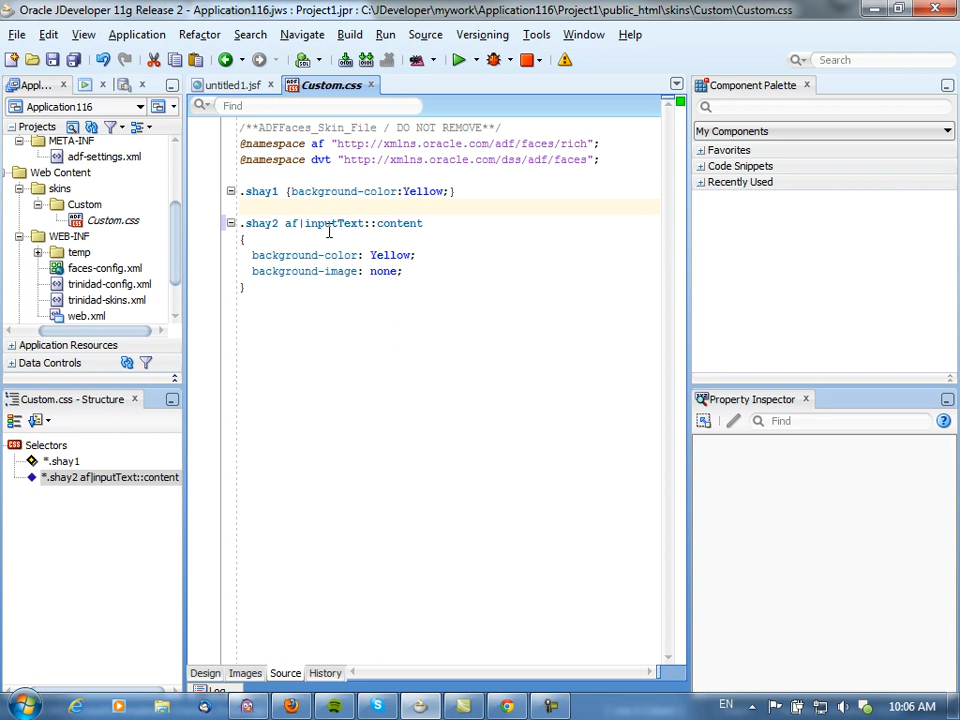 Oracle JDeveloper 11g Release 2 - Application116.jws : Project1.jpr : C:\JDeveloper\mywork\Application116\Project1\public_html\skins\Custom\Custom.css
File Edit View Application Refactor Search Navigate Build Run Source Versioning Tools Window Help
Search
Appl...
untitled1.jsf
Custom.css
Component Palette
Application116
Find
Projects
My Components
META-INF
adf-settings.xml
Web Content
skins
Custom
Custom.css
WEB-INF
temp
faces-config.xml
trinidad-config.xml
trinidad-skins.xml
web.xml
Application Resources
Data Controls
/**ADFFaces_Skin_File / DO NOT REMOVE**/
@namespace af "http://xmlns.oracle.com/adf/faces/rich";
@namespace dvt "http://xmlns.oracle.com/dss/adf/faces";
.shay1 {background-color:Yellow;}
.shay2 af|inputText::content
{
background-color: Yellow;
background-image: none;
}
Favorites
Code Snippets
Recently Used
Custom.css - Structure
Selectors
*.shay1
*.shay2 af|inputText::content
Property Inspector
Find
Design Images Source History
Log
EN
10:06 AM